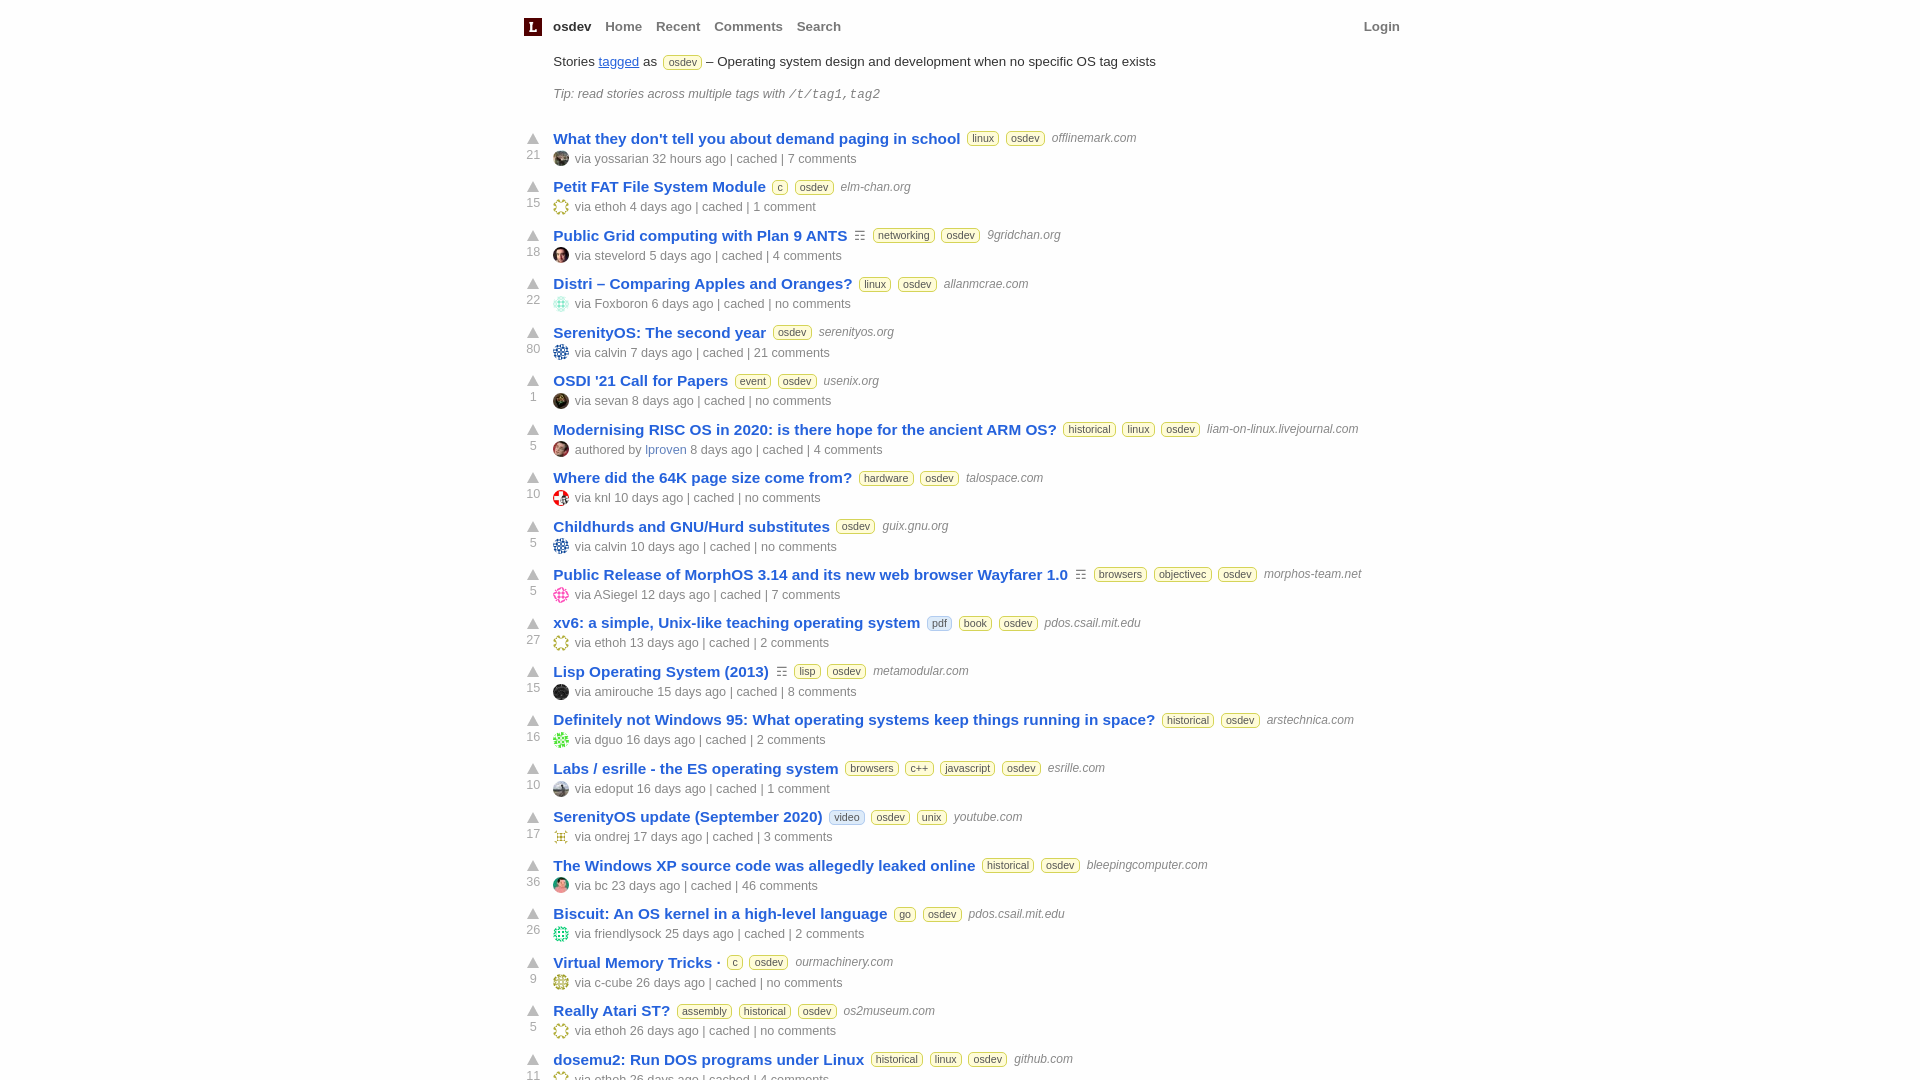 L osdev Home Recent Comments Search Login
Stories tagged as osdev – Operating system design and development when no specific OS tag exists
Tip: read stories across multiple tags with /t/tag1,tag2
What they don't tell you about demand paging in school linux osdev offlinemark.com
21 via yossarian 32 hours ago | cached | 7 comments
Petit FAT File System Module c osdev elm-chan.org
15 via ethoh 4 days ago | cached | 1 comment
Public Grid computing with Plan 9 ANTS ☶ networking osdev 9gridchan.org
18 via stevelord 5 days ago | cached | 4 comments
Distri – Comparing Apples and Oranges? linux osdev allanmcrae.com
22 via Foxboron 6 days ago | cached | no comments
SerenityOS: The second year osdev serenityos.org
80 via calvin 7 days ago | cached | 21 comments
OSDI '21 Call for Papers event osdev usenix.org
1 via sevan 8 days ago | cached | no comments
Modernising RISC OS in 2020: is there hope for the ancient ARM OS? historical linux osdev liam-on-linux.livejournal.com
5 authored by lproven 8 days ago | cached | 4 comments
Where did the 64K page size come from? hardware osdev talospace.com
10 via knl 10 days ago | cached | no comments
Childhurds and GNU/Hurd substitutes osdev guix.gnu.org
5 via calvin 10 days ago | cached | no comments
Public Release of MorphOS 3.14 and its new web browser Wayfarer 1.0 ☶ browsers objectivec osdev morphos-team.net
5 via ASiegel 12 days ago | cached | 7 comments
xv6: a simple, Unix-like teaching operating system pdf book osdev pdos.csail.mit.edu
27 via ethoh 13 days ago | cached | 2 comments
Lisp Operating System (2013) ☶ lisp osdev metamodular.com
15 via amirouche 15 days ago | cached | 8 comments
Definitely not Windows 95: What operating systems keep things running in space? historical osdev arstechnica.com
16 via dguo 16 days ago | cached | 2 comments
Labs / esrille - the ES operating system browsers c++ javascript osdev esrille.com
10 via edoput 16 days ago | cached | 1 comment
SerenityOS update (September 2020) video osdev unix youtube.com
17 via ondrej 17 days ago | cached | 3 comments
The Windows XP source code was allegedly leaked online historical osdev bleepingcomputer.com
36 via bc 23 days ago | cached | 46 comments
Biscuit: An OS kernel in a high-level language go osdev pdos.csail.mit.edu
26 via friendlysock 25 days ago | cached | 2 comments
Virtual Memory Tricks · c osdev ourmachinery.com
9 via c-cube 26 days ago | cached | no comments
Really Atari ST? assembly historical osdev os2museum.com
5 via ethoh 26 days ago | cached | no comments
dosemu2: Run DOS programs under Linux historical linux osdev github.com
11 via ethoh 26 days ago | cached | 4 comments